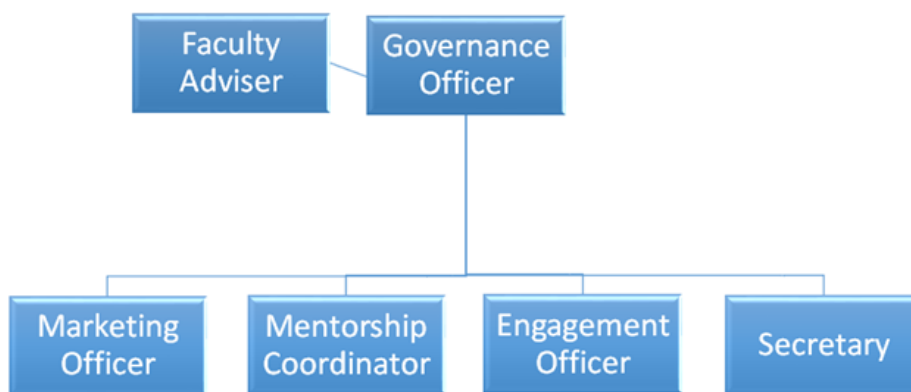 Faculty
Adviser
Governance
Officer
Marketing
Officer
Mentorship
Coordinator
Engagement
Officer
Secretary